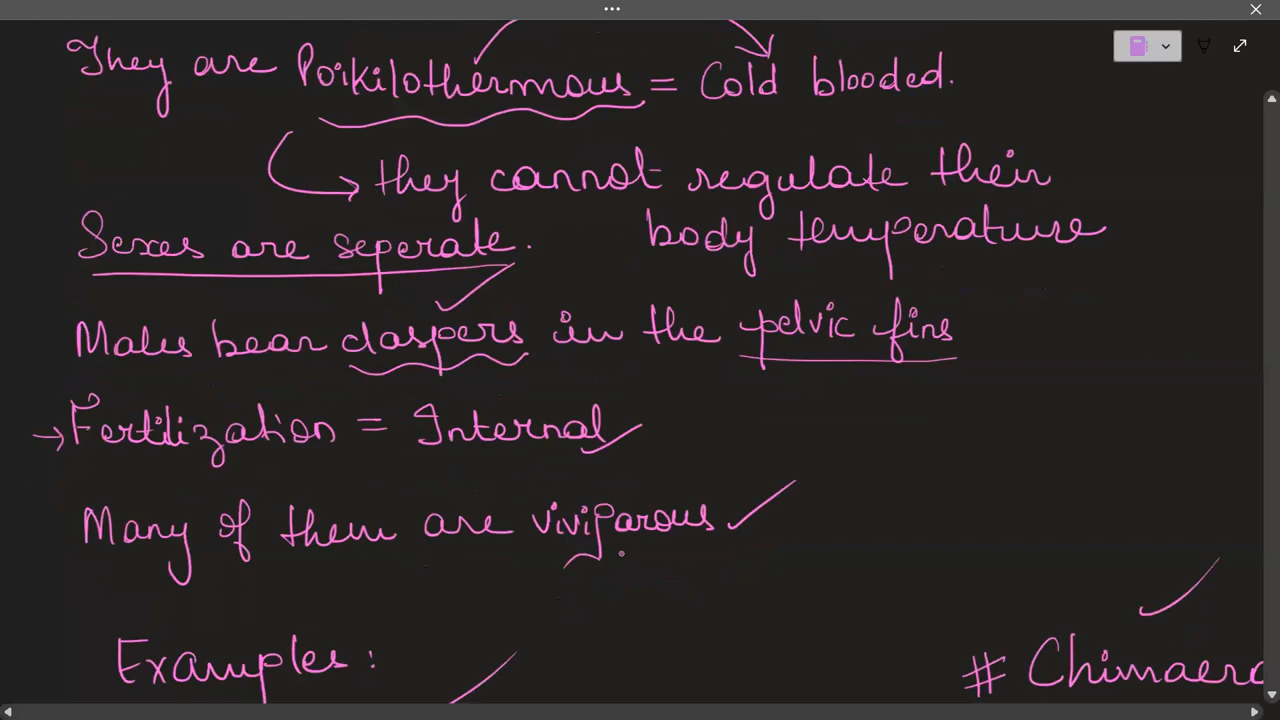 They are Poikilothermous = Cold blooded.
they cannot regulate their
body temperature
Sexes are seperate.
Males bear claspers in the pelvic fins
Fertilization = Internal
Many of them are viviparous
Examples:
# Chimaera